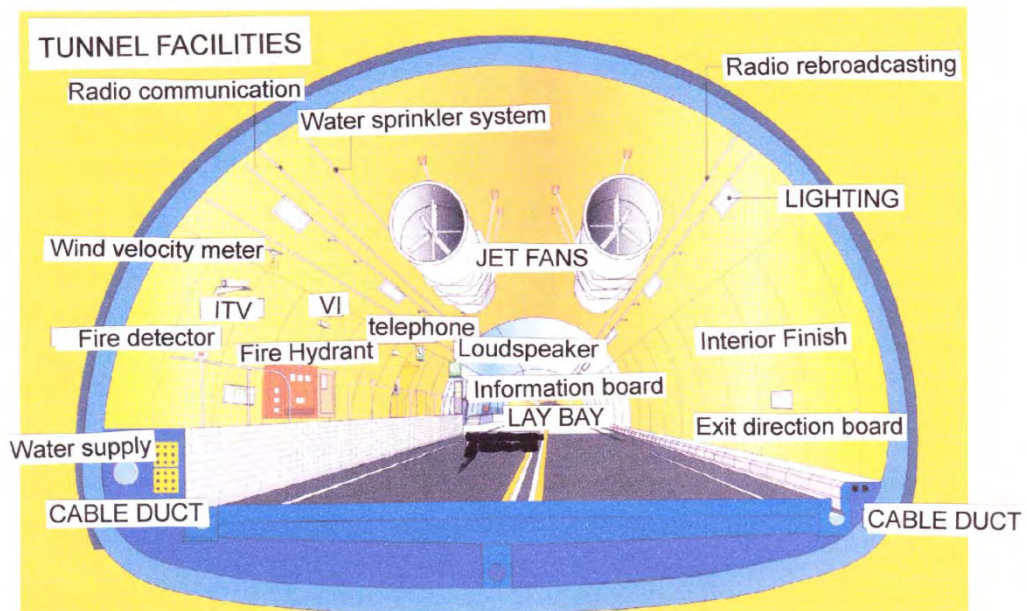 TUNNEL FACILITIES
Radio communication
Radio rebroadcasting
Water sprinkler system
LIGHTING
Wind velocity meter
JET FANS
ITV
VI
telephone
Fire detector
Fire Hydrant
Loudspeaker
Interior Finish
Information board
LAY BAY
Exit direction board
Water supply
CABLE DUCT
CABLE DUCT